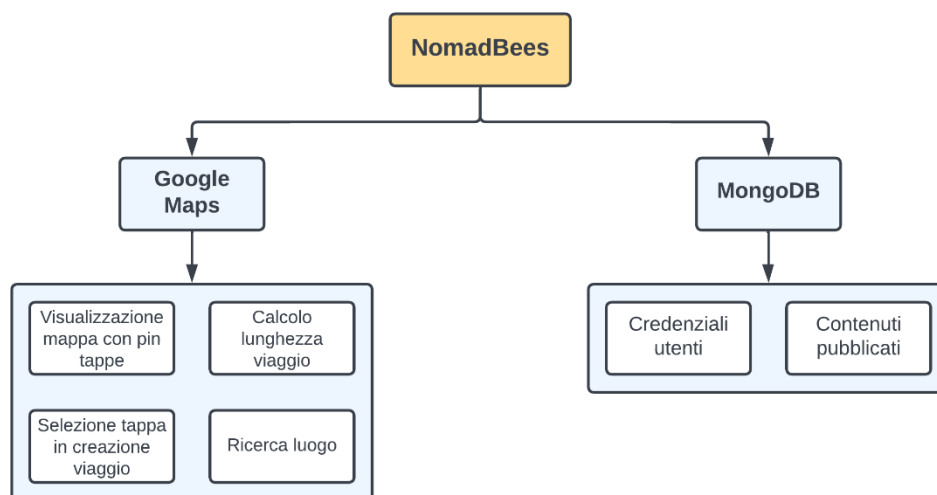 NomadBees
Google
Maps
MongoDB
Visualizzazione
mappa con pin
tappe
Calcolo
lunghezza
viaggio
Credenziali
utenti
Contenuti
pubblicati
Selezione tappa
in creazione
viaggio
Ricerca luogo